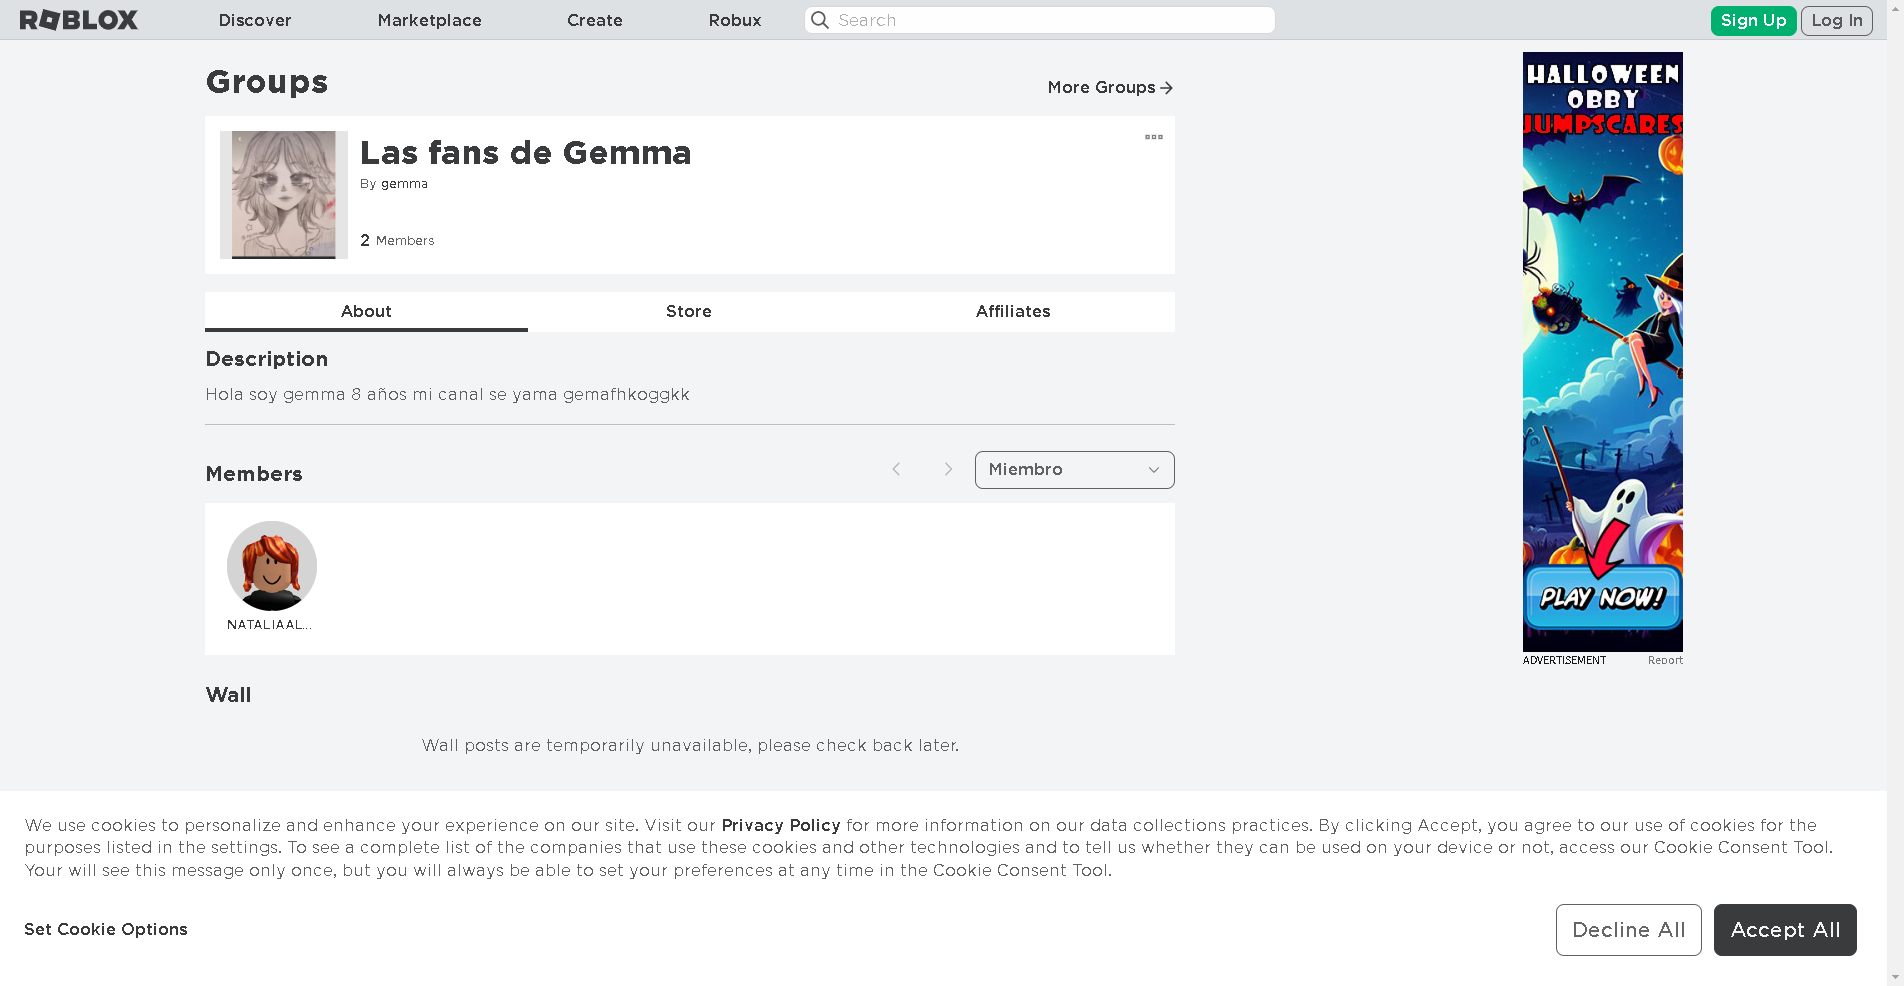 ROBLOX Discover Marketplace Create Robux Search Sign Up Log In
Groups
More Groups
Las fans de Gemma
By gemma
2 Members
About Store Affiliates
Description
Hola soy gemma 8 años mi canal se yama gemafhkoggkk
Members
Miembro
NATALIAAL...
Wall
Wall posts are temporarily unavailable, please check back later.
HALLOWEEN
OBBY
JUMPSCARES
PLAY NOW!
ADVERTISEMENT Report
We use cookies to personalize and enhance your experience on our site. Visit our Privacy Policy for more information on our data collections practices. By clicking Accept, you agree to our use of cookies for the
purposes listed in the settings. To see a complete list of the companies that use these cookies and other technologies and to tell us whether they can be used on your device or not, access our Cookie Consent Tool.
Your will see this message only once, but you will always be able to set your preferences at any time in the Cookie Consent Tool.
Set Cookie Options
Decline All
Accept All